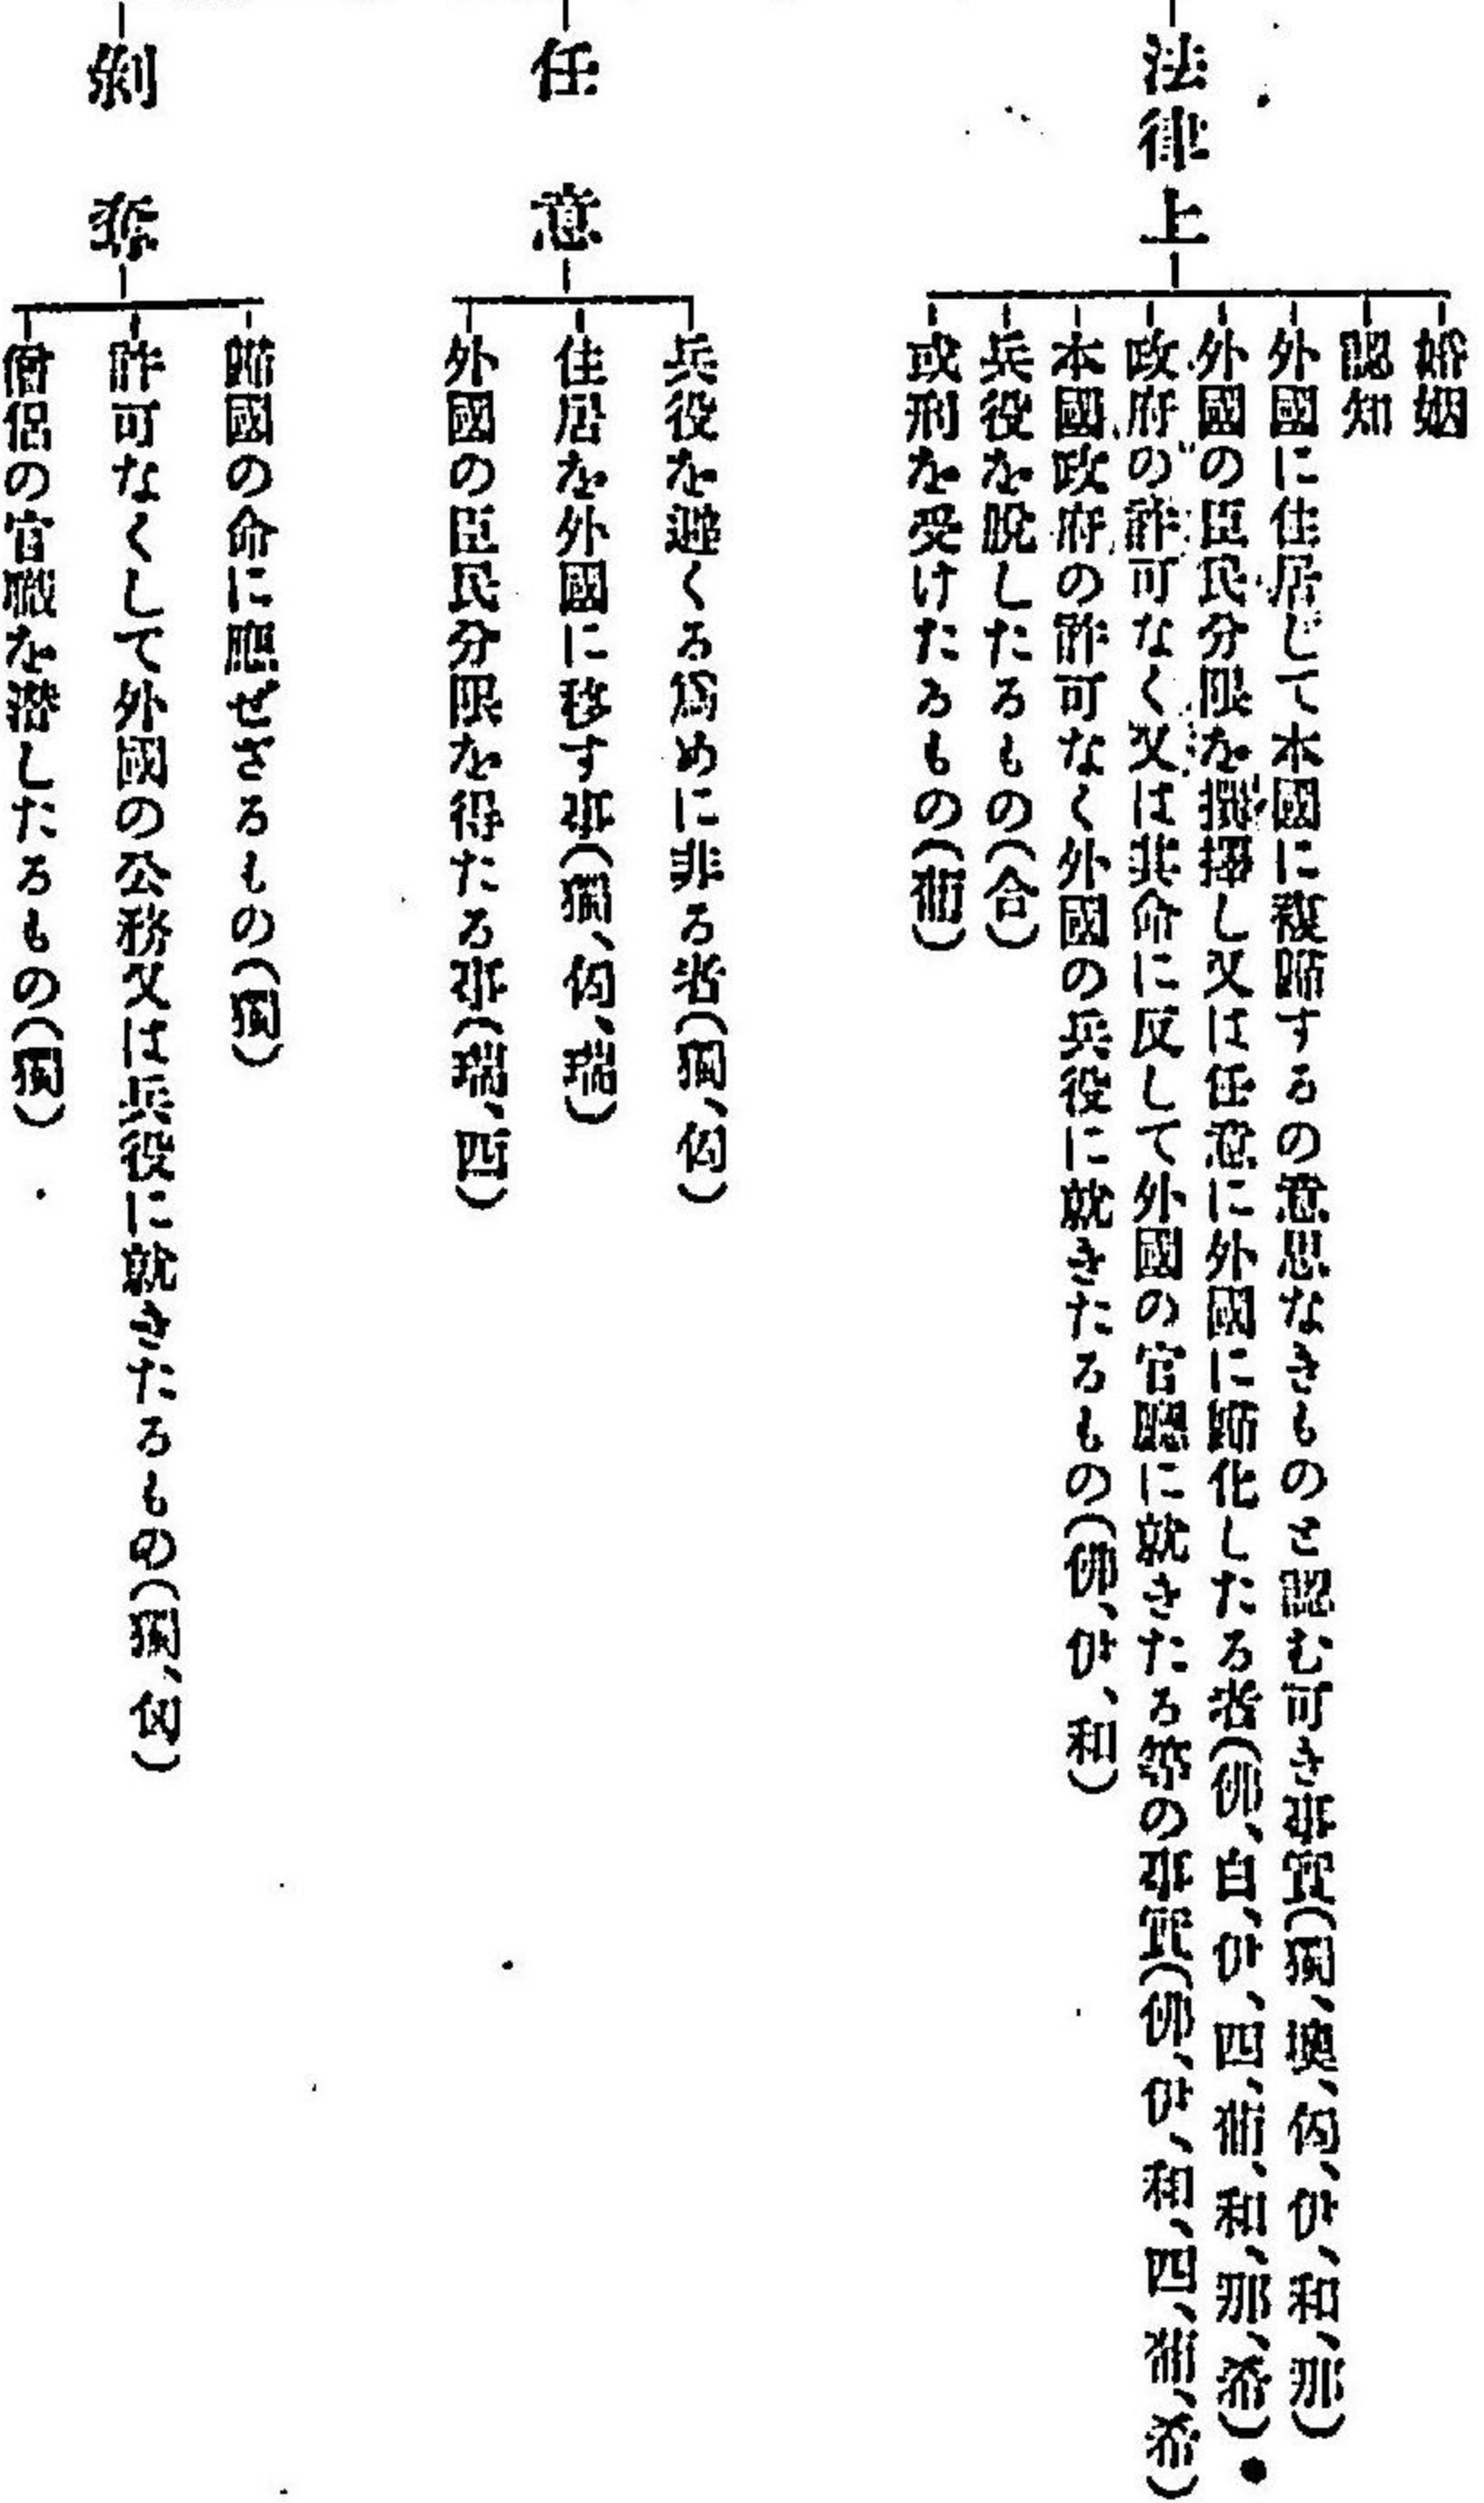 法律上
婚姻
認知
外國に住居して本國に複歸するの意思なきものと認む可き事實(獨、墺、匈、伊、和、那)
外國の臣民分限を撰擇し又は任意に外國に歸化したる者(佛、白、伊、西、葡、和、那、希)
政府の許可なく又は其命に反して外國の官廳に就きたる等の事實(佛、伊、和、西、葡、希)
本國政府の許可なく外國の兵役に就きたるもの(佛、伊、和)
兵役を脱したるもの(合)
或刑を受けたるもの(葡)
任意
兵役を避くる爲めに非る者(獨、匈)
住居を外國に移す事(獨、匈、瑞)
外國の臣民分限を得たる事(瑞、西)
剝奪
歸國の命に應ぜざるもの(獨)
許可なくして外國の公務又は兵役に就きたるもの(獨、匈)
僧侶の官職を潜したるもの(獨)